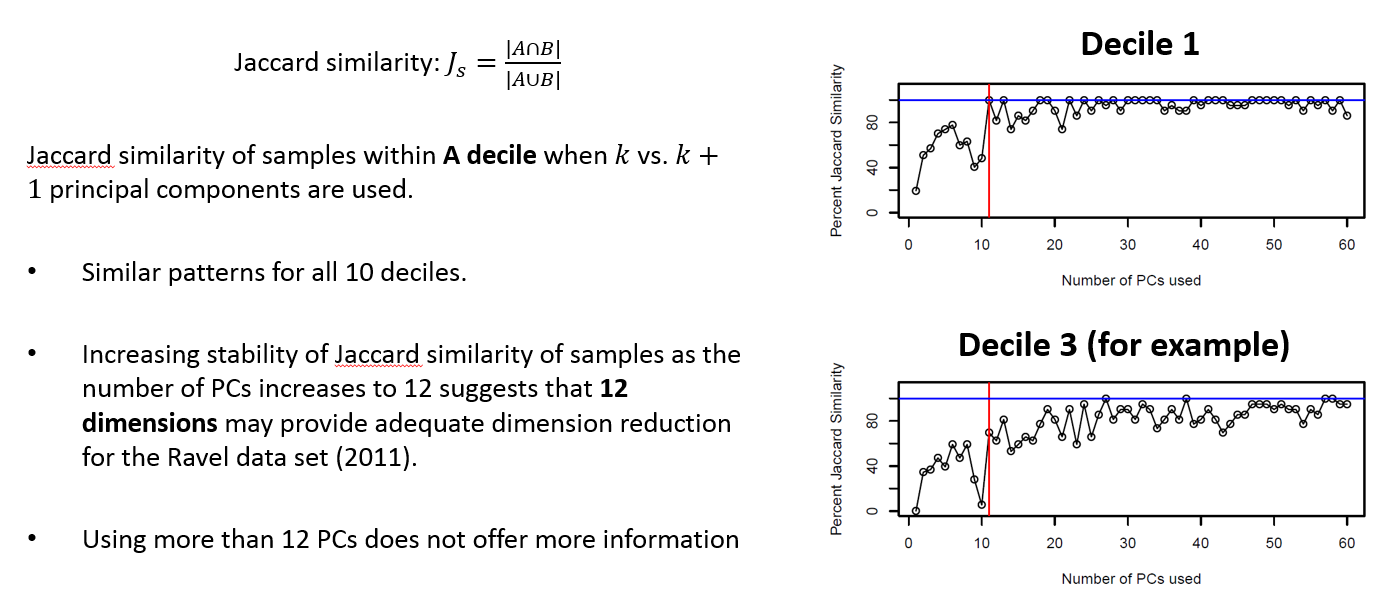 Jaccard similarity: Jₛ = |A∩B| / |A∪B|
Jaccard similarity of samples within A decile when k vs. k +
1 principal components are used.
• Similar patterns for all 10 deciles.
• Increasing stability of Jaccard similarity of samples as the
number of PCs increases to 12 suggests that 12
dimensions may provide adequate dimension reduction
for the Ravel data set (2011).
• Using more than 12 PCs does not offer more information
Decile 1
Percent Jaccard Similarity
80
40
0
0 10 20 30 40 50 60
Number of PCs used
Decile 3 (for example)
Percent Jaccard Similarity
80
40
0
0 10 20 30 40 50 60
Number of PCs used